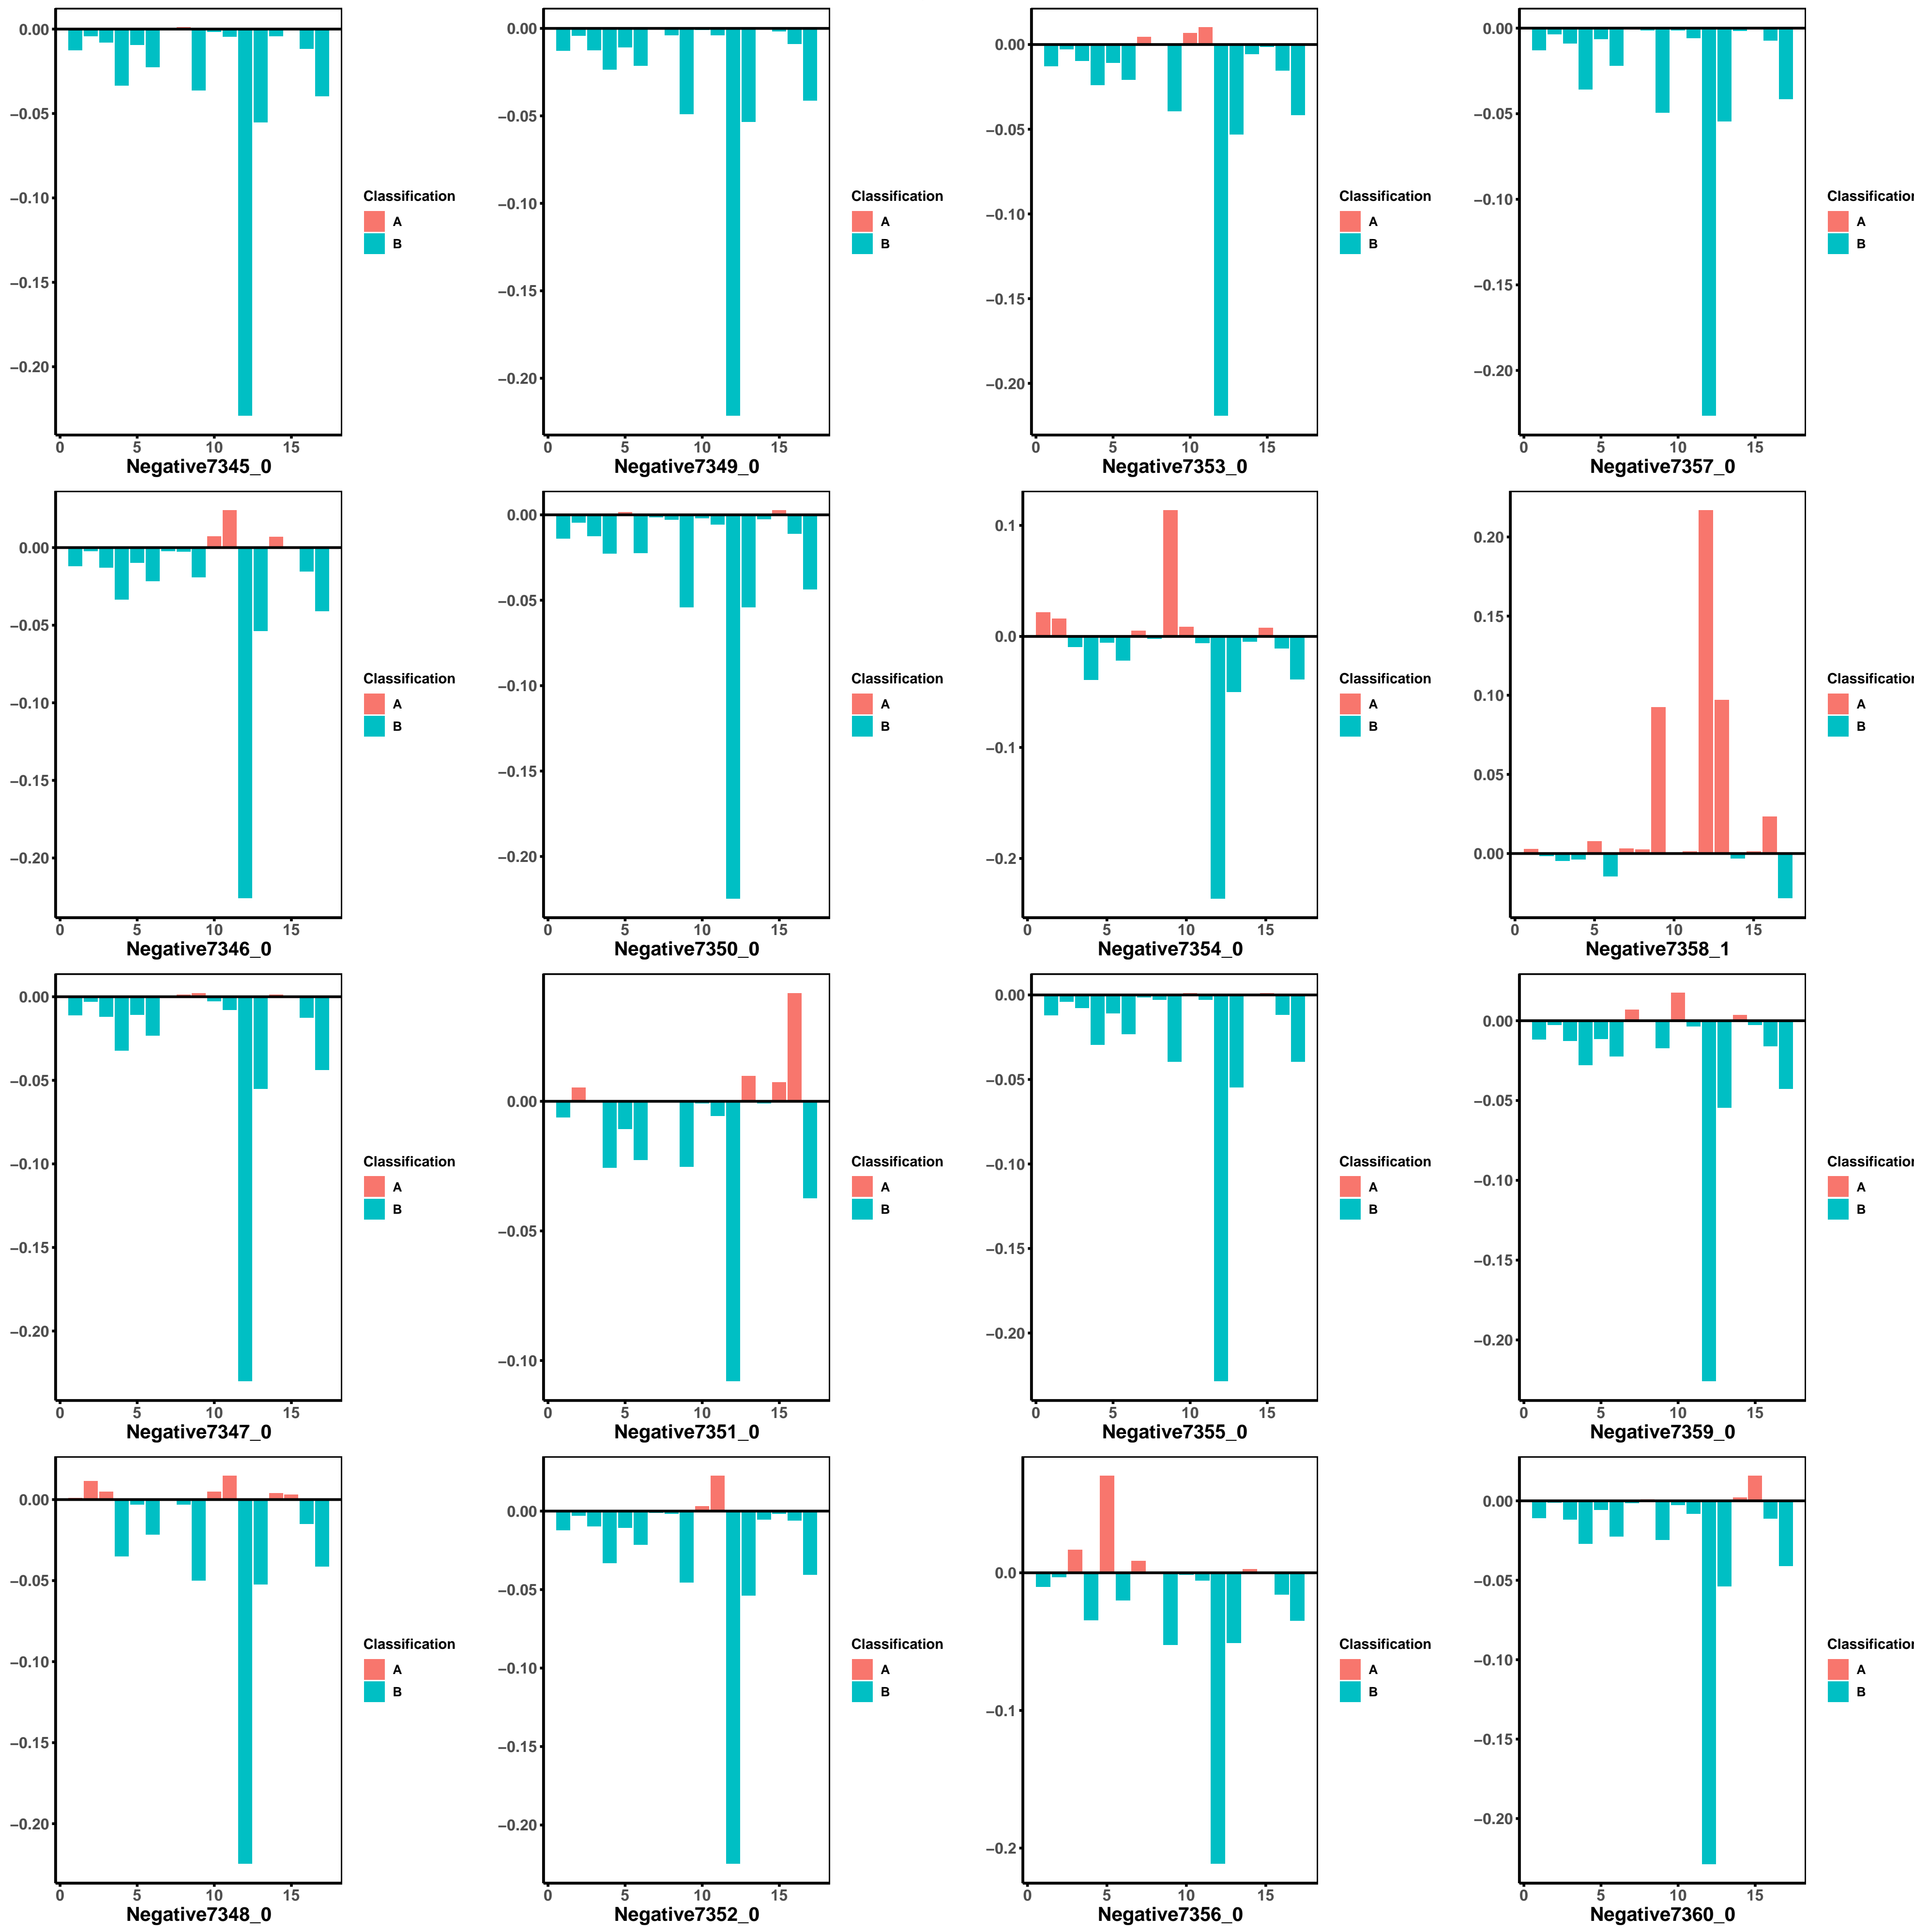 0.00
−0.05
−0.10
−0.15
−0.20
0 5 10 15
Negative7345_0
Classification
A
B
0.00
−0.05
−0.10
−0.15
−0.20
0 5 10 15
Negative7349_0
Classification
A
B
0.00
−0.05
−0.10
−0.15
−0.20
0 5 10 15
Negative7353_0
Classification
A
B
0.00
−0.05
−0.10
−0.15
−0.20
0 5 10 15
Negative7357_0
Classification
A
B
0.00
−0.05
−0.10
−0.15
−0.20
0 5 10 15
Negative7346_0
Classification
A
B
0.00
−0.05
−0.10
−0.15
−0.20
0 5 10 15
Negative7350_0
Classification
A
B
0.1
0.0
−0.1
−0.2
0 5 10 15
Negative7354_0
Classification
A
B
0.20
0.15
0.10
0.05
0.00
0 5 10 15
Negative7358_1
Classification
A
B
0.00
−0.05
−0.10
−0.15
−0.20
0 5 10 15
Negative7347_0
Classification
A
B
0.00
−0.05
−0.10
0 5 10 15
Negative7351_0
Classification
A
B
0.00
−0.05
−0.10
−0.15
−0.20
0 5 10 15
Negative7355_0
Classification
A
B
0.00
−0.05
−0.10
−0.15
−0.20
0 5 10 15
Negative7359_0
Classification
A
B
0.00
−0.05
−0.10
−0.15
−0.20
0 5 10 15
Negative7348_0
Classification
A
B
0.00
−0.05
−0.10
−0.15
−0.20
0 5 10 15
Negative7352_0
Classification
A
B
0.0
−0.1
−0.2
0 5 10 15
Negative7356_0
Classification
A
B
0.00
−0.05
−0.10
−0.15
−0.20
0 5 10 15
Negative7360_0
Classification
A
B